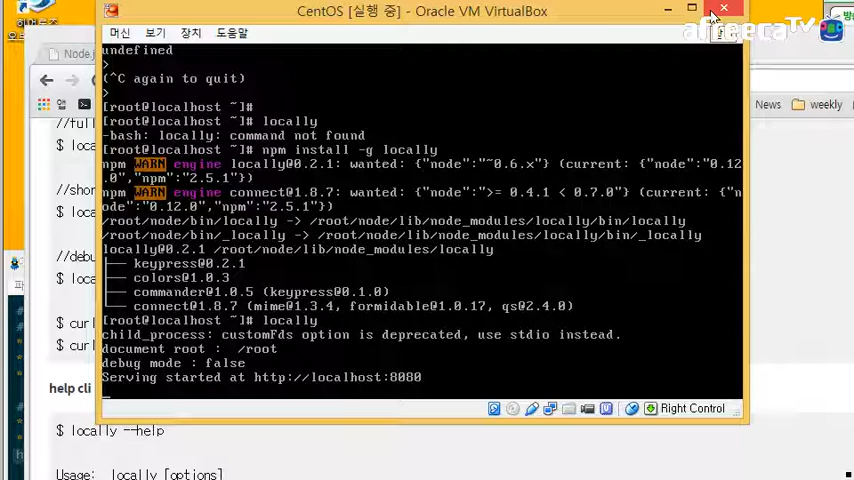 CentOS [실행 중] - Oracle VM VirtualBox
머신 보기 장치 도움말
afreecaTV
undefined
>
(^C again to quit)
>
[root@localhost ~]#
[root@localhost ~]# locally
-bash: locally: command not found
[root@localhost ~]# npm install -g locally
npm WARN engine locally@0.2.1: wanted: {"node":"~0.6.x"} (current: {"node":"0.12
.0","npm":"2.5.1"})
npm WARN engine connect@1.8.7: wanted: {"node":">= 0.4.1 < 0.7.0"} (current: {"n
ode":"0.12.0","npm":"2.5.1"})
/root/node/bin/locally -> /root/node/lib/node_modules/locally/bin/locally
/root/node/bin/_locally -> /root/node/lib/node_modules/locally/bin/_locally
locally@0.2.1 /root/node/lib/node_modules/locally
├── keypress@0.2.1
├── colors@1.0.3
├── commander@1.0.5 (keypress@0.1.0)
└── connect@1.8.7 (mime@1.3.4, formidable@1.0.17, qs@2.4.0)
[root@localhost ~]# locally
child_process: customFds option is deprecated, use stdio instead.
document root :  /root
debug mode : false
Serving started at http://localhost:8080
Right Control
Node.j
앱
News
weekly
//full
$ loca
//shor
$ loca
//debu
$ loca
$ curl
$ curl
help cli
$ locally --help
Usage: locally [options]